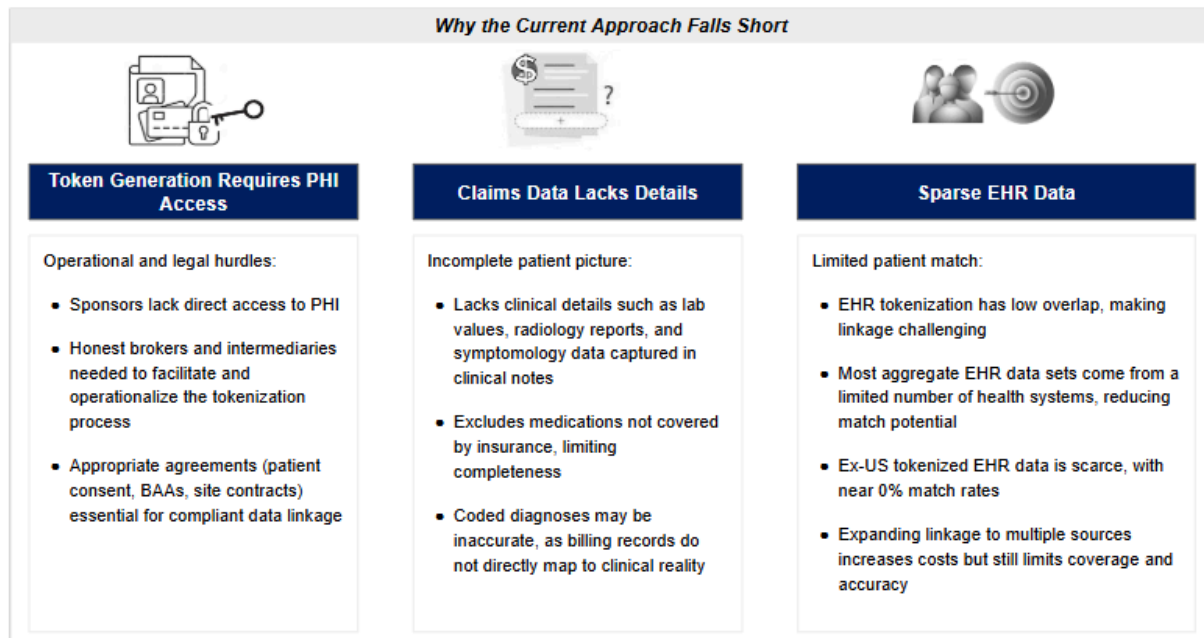 Why the Current Approach Falls Short
$
?
+
Token Generation Requires PHI
Access
Operational and legal hurdles:
• Sponsors lack direct access to PHI
• Honest brokers and intermediaries
needed to facilitate and
operationalize the tokenization
process
• Appropriate agreements (patient
consent, BAAs, site contracts)
essential for compliant data linkage
Claims Data Lacks Details
Incomplete patient picture:
• Lacks clinical details such as lab
values, radiology reports, and
symptomology data captured in
clinical notes
• Excludes medications not covered
by insurance, limiting
completeness
• Coded diagnoses may be
inaccurate, as billing records do
not directly map to clinical reality
Sparse EHR Data
Limited patient match:
• EHR tokenization has low overlap, making
linkage challenging
• Most aggregate EHR data sets come from a
limited number of health systems, reducing
match potential
• Ex-US tokenized EHR data is scarce, with
near 0% match rates
• Expanding linkage to multiple sources
increases costs but still limits coverage and
accuracy